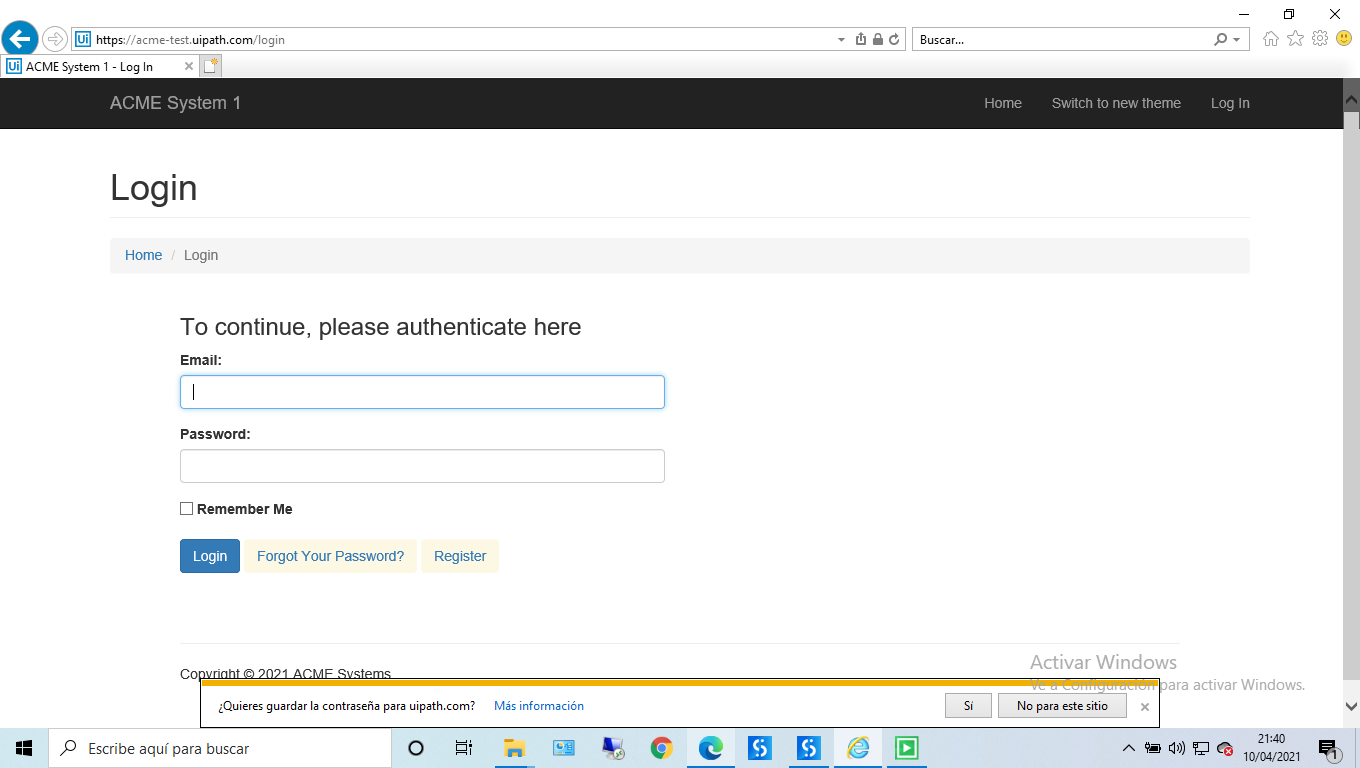 https://acme-test.uipath.com/login
Buscar...
ACME System 1 - Log In
ACME System 1
Home
Switch to new theme
Log In
Login
Home / Login
To continue, please authenticate here
Email:
Password:
Remember Me
Login
Forgot Your Password?
Register
Copyright © 2021 ACME Systems
Activar Windows
Ve a Configuración para activar Windows.
¿Quieres guardar la contraseña para uipath.com?
Más información
Sí
No para este sitio
Escribe aquí para buscar
21:40
10/04/2021
1